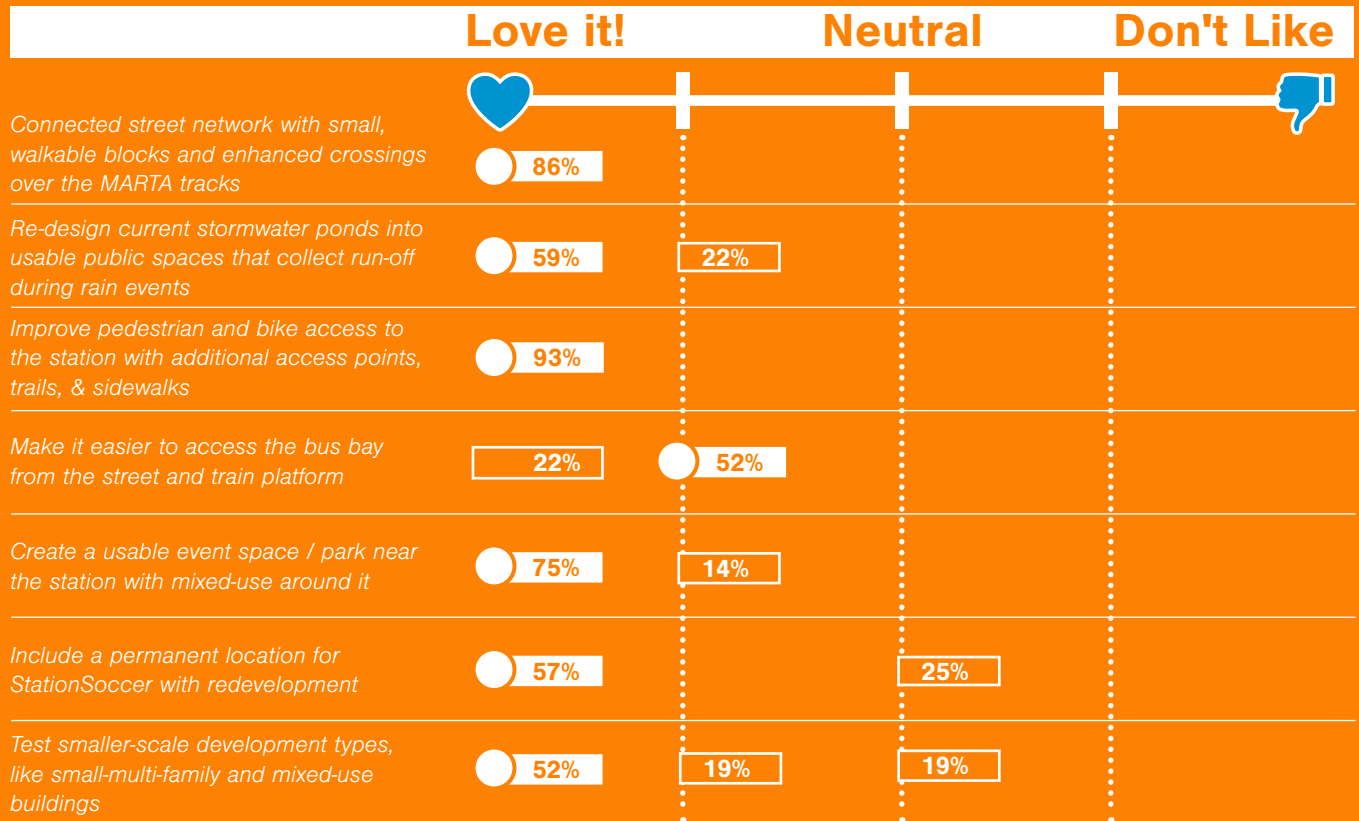 Love it! Neutral Don't Like
Connected street network with small,
walkable blocks and enhanced crossings
over the MARTA tracks
86%
Re-design current stormwater ponds into
usable public spaces that collect run-off
during rain events
59% 22%
Improve pedestrian and bike access to
the station with additional access points,
trails, & sidewalks
93%
Make it easier to access the bus bay
from the street and train platform
22% 52%
Create a usable event space / park near
the station with mixed-use around it
75% 14%
Include a permanent location for
StationSoccer with redevelopment
57% 25%
Test smaller-scale development types,
like small-multi-family and mixed-use
buildings
52% 19% 19%